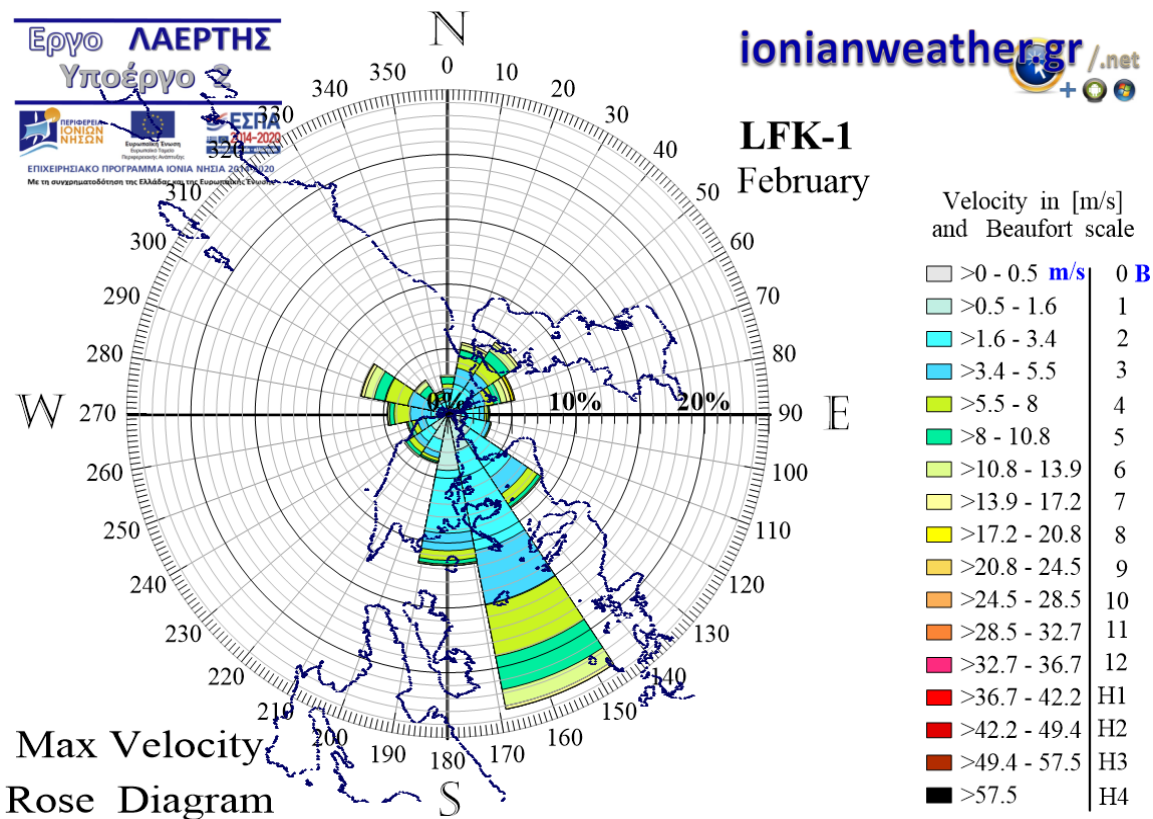 Εργο ΛΑΕΡΤΗΣ
Υποέργο 2
ΠΕΡΙΦΕΡΕΙΑ
ΙΟΝΙΩΝ
ΝΗΣΩΝ
Ευρωπαϊκή Ένωση
Ευρωπαϊκό Ταμείο
Περιφερειακής Ανάπτυξης
ΕΣΠΑ
2014-2020
ΕΠΙΧΕΙΡΗΣΙΑΚΟ ΠΡΟΓΡΑΜΜΑ ΙΟΝΙΑ ΝΗΣΙΑ 2014-2020
Με τη συγχρηματοδότηση της Ελλάδας και της Ευρωπαϊκής Ένωσης
ionianweather.gr /.net
+
LFK-1
February
N
0
10
20
30
40
50
60
70
80
90
E
100
110
120
130
140
150
160
170
180
S
190
200
210
220
230
240
250
260
270
W
280
290
300
310
320
330
340
350
0%
10%
20%
Velocity in [m/s]
and Beaufort scale
>0 - 0.5 m/s 0 B
>0.5 - 1.6 1
>1.6 - 3.4 2
>3.4 - 5.5 3
>5.5 - 8 4
>8 - 10.8 5
>10.8 - 13.9 6
>13.9 - 17.2 7
>17.2 - 20.8 8
>20.8 - 24.5 9
>24.5 - 28.5 10
>28.5 - 32.7 11
>32.7 - 36.7 12
>36.7 - 42.2 H1
>42.2 - 49.4 H2
>49.4 - 57.5 H3
>57.5 H4
Max Velocity
Rose Diagram